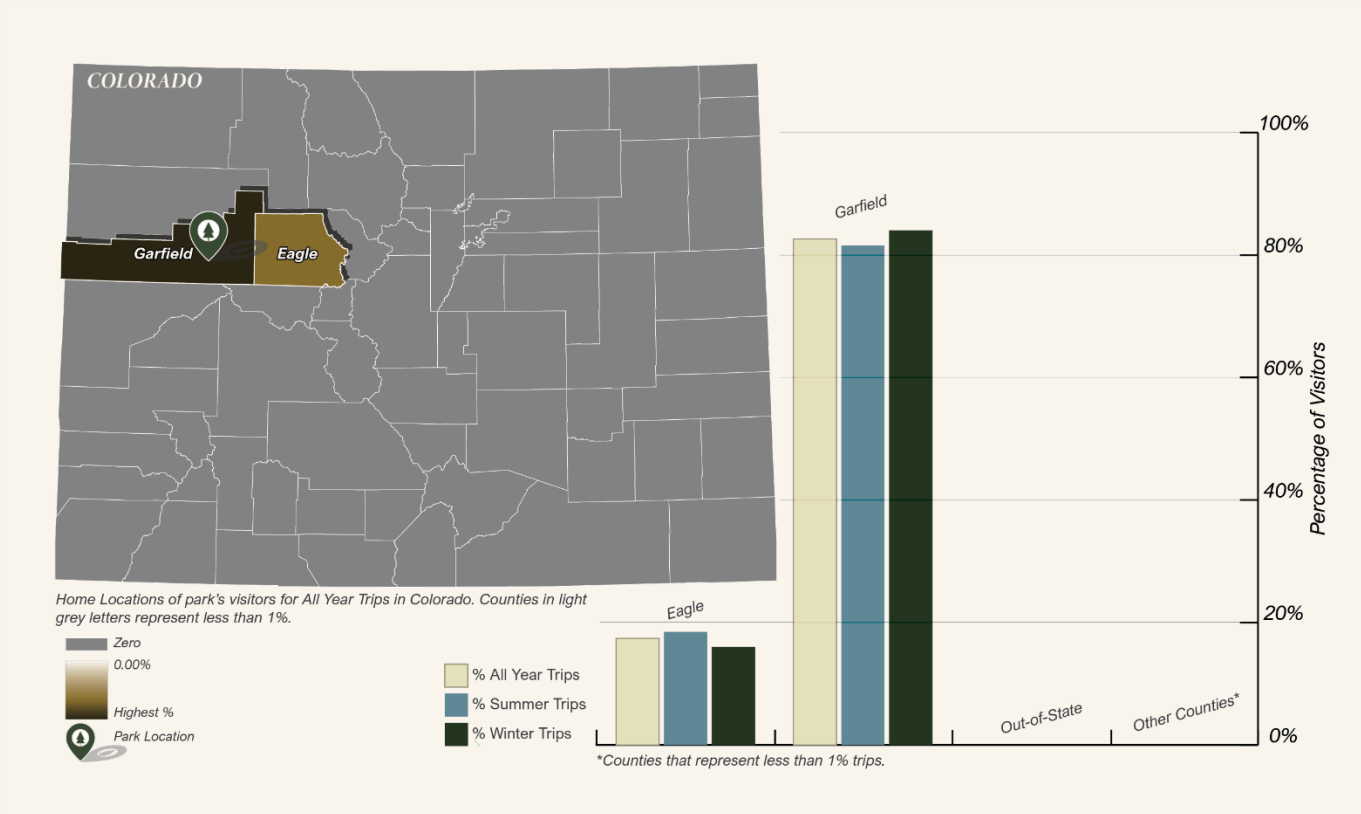 COLORADO
Garfield
Eagle
Home Locations of park's visitors for All Year Trips in Colorado. Counties in light
grey letters represent less than 1%.
Zero
0.00%
Highest %
Park Location
% All Year Trips
% Summer Trips
% Winter Trips
Eagle
Garfield
Out-of-State
Other Counties*
100%
80%
60%
40%
20%
0%
Percentage of Visitors
*Counties that represent less than 1% trips.